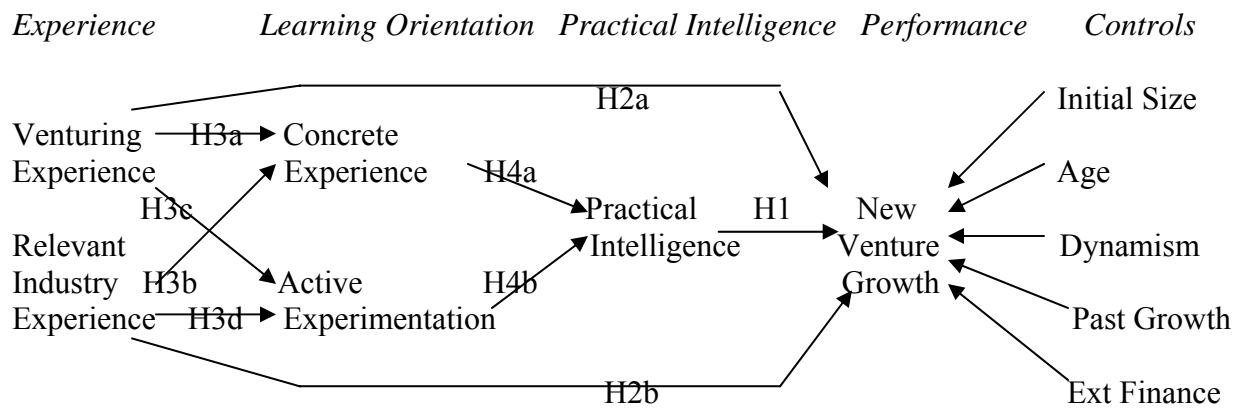 Experience Learning Orientation Practical Intelligence Performance Controls
H2a Initial Size
Venturing H3a Concrete
Experience Experience H4a Age
H3c Practical H1 New
Relevant Intelligence Venture Dynamism
Industry H3b Active H4b Growth
Experience H3d Experimentation Past Growth
H2b Ext Finance